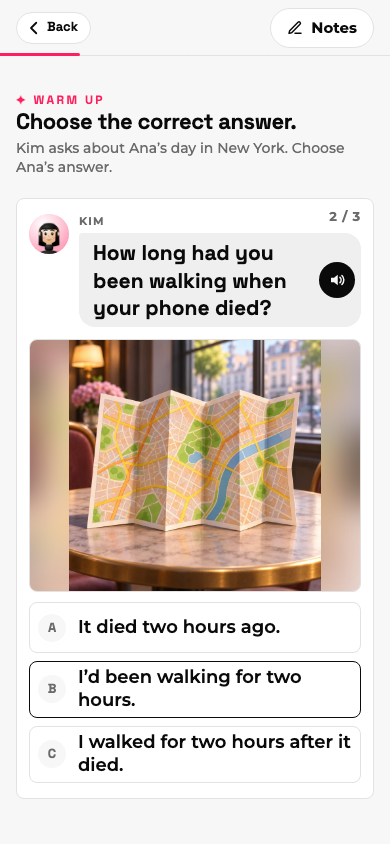 Back
Notes
WARM UP
Choose the correct answer.
Kim asks about Ana's day in New York. Choose
Ana's answer.
KIM
2 / 3
How long had you
been walking when
your phone died?
A
It died two hours ago.
B
I'd been walking for two
hours.
C
I walked for two hours after it
died.